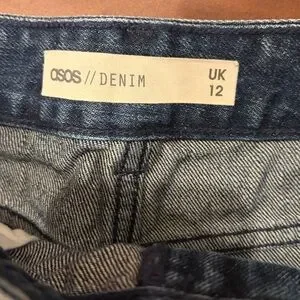 asos // DENIM
UK
12